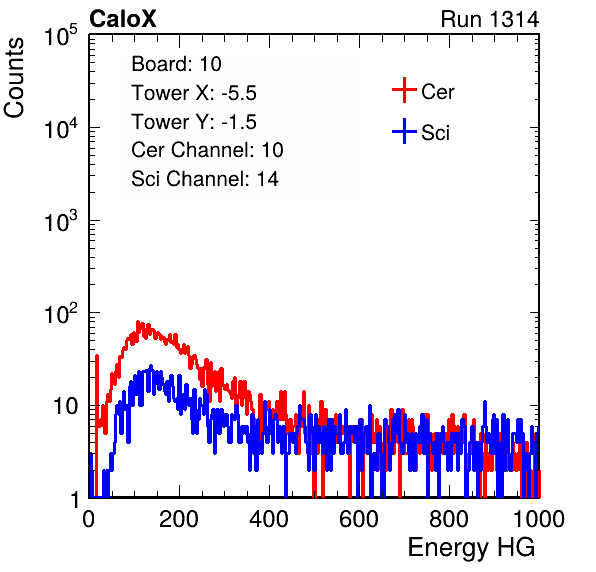 CaloX Run 1314
Board: 10
Tower X: -5.5
Tower Y: -1.5
Cer Channel: 10
Sci Channel: 14
Cer
Sci
Counts
10^5
10^4
10^3
10^2
10
1
0 200 400 600 800 1000
Energy HG